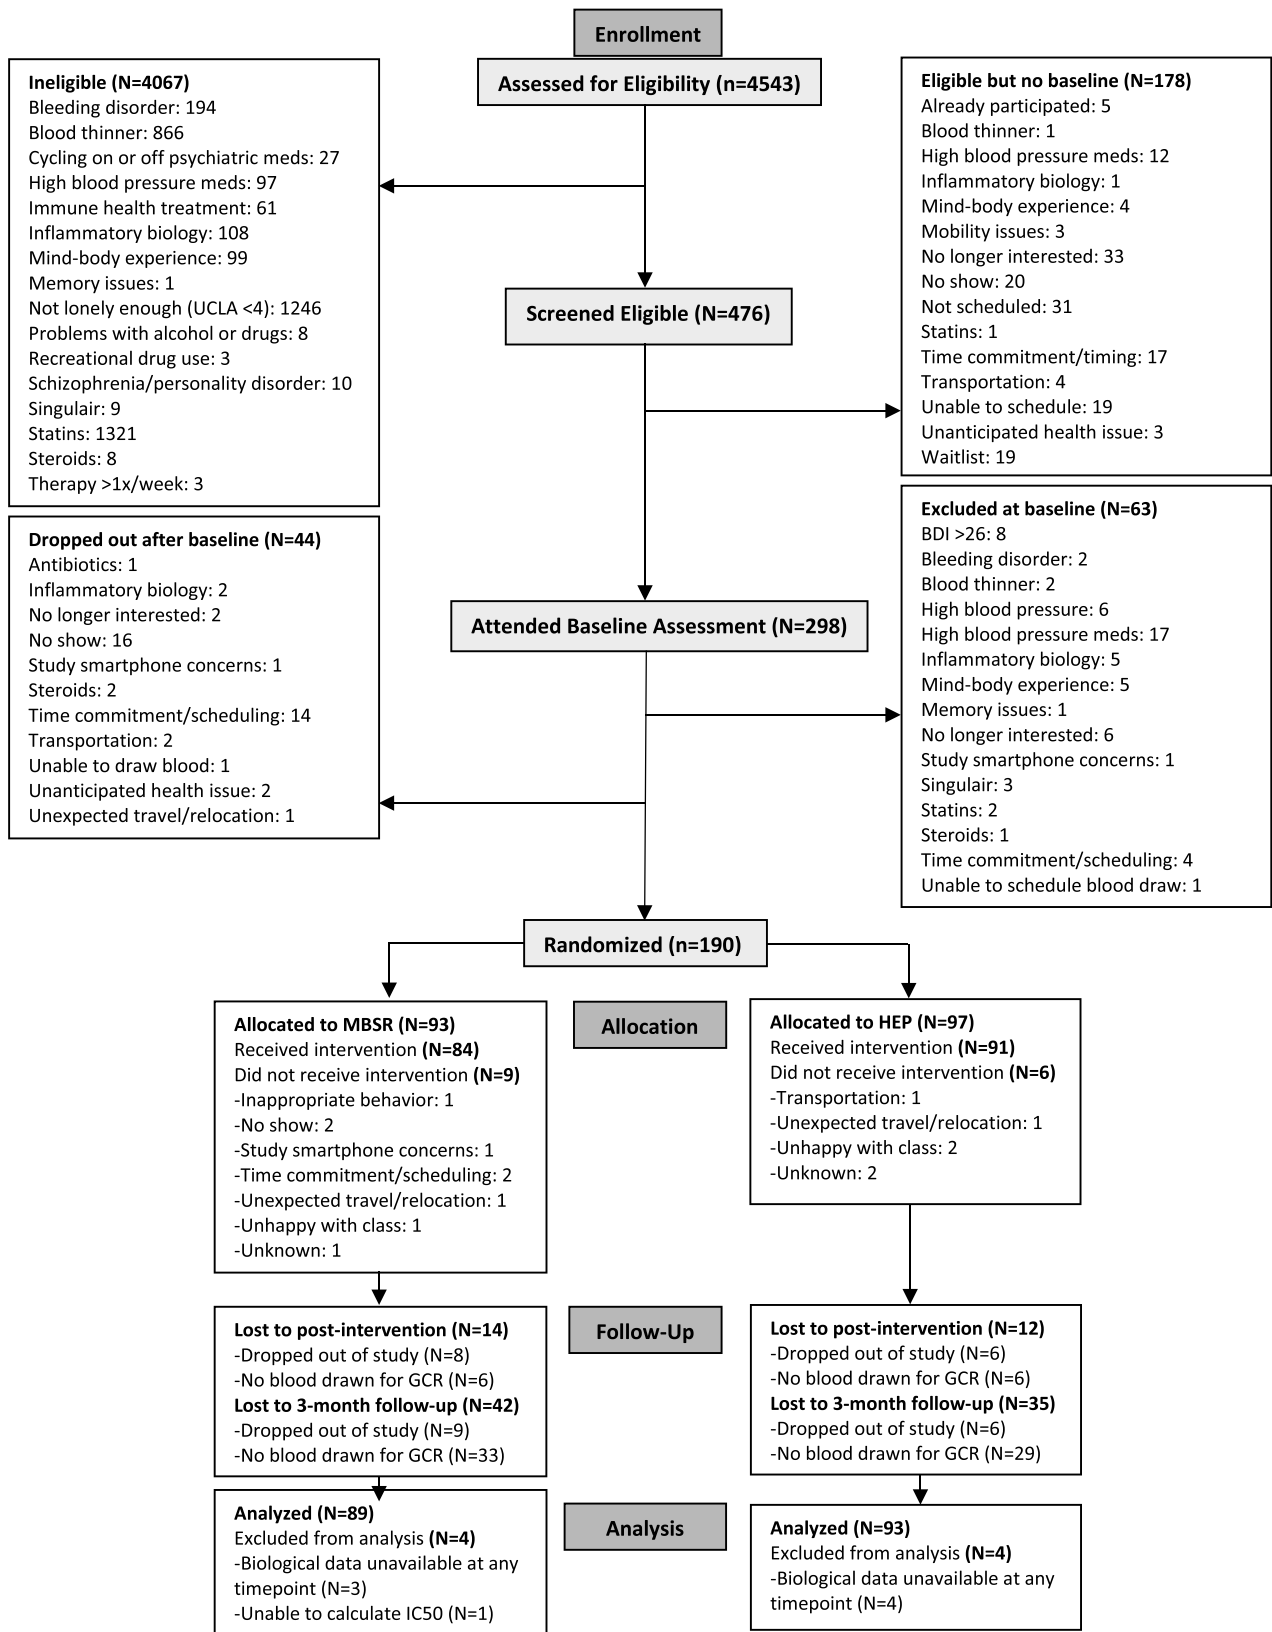 Enrollment
Assessed for Eligibility (n=4543)
Ineligible (N=4067)
Bleeding disorder: 194
Blood thinner: 866
Cycling on or off psychiatric meds: 27
High blood pressure meds: 97
Immune health treatment: 61
Inflammatory biology: 108
Mind-body experience: 99
Memory issues: 1
Not lonely enough (UCLA <4): 1246
Problems with alcohol or drugs: 8
Recreational drug use: 3
Schizophrenia/personality disorder: 10
Singulair: 9
Statins: 1321
Steroids: 8
Therapy >1x/week: 3
Eligible but no baseline (N=178)
Already participated: 5
Blood thinner: 1
High blood pressure meds: 12
Inflammatory biology: 1
Mind-body experience: 4
Mobility issues: 3
No longer interested: 33
No show: 20
Not scheduled: 31
Statins: 1
Time commitment/timing: 17
Transportation: 4
Unable to schedule: 19
Unanticipated health issue: 3
Waitlist: 19
Screened Eligible (N=476)
Dropped out after baseline (N=44)
Antibiotics: 1
Inflammatory biology: 2
No longer interested: 2
No show: 16
Study smartphone concerns: 1
Steroids: 2
Time commitment/scheduling: 14
Transportation: 2
Unable to draw blood: 1
Unanticipated health issue: 2
Unexpected travel/relocation: 1
Attended Baseline Assessment (N=298)
Excluded at baseline (N=63)
BDI >26: 8
Bleeding disorder: 2
Blood thinner: 2
High blood pressure: 6
High blood pressure meds: 17
Inflammatory biology: 5
Mind-body experience: 5
Memory issues: 1
No longer interested: 6
Study smartphone concerns: 1
Singulair: 3
Statins: 2
Steroids: 1
Time commitment/scheduling: 4
Unable to schedule blood draw: 1
Randomized (n=190)
Allocated to MBSR (N=93)
Received intervention (N=84)
Did not receive intervention (N=9)
-Inappropriate behavior: 1
-No show: 2
-Study smartphone concerns: 1
-Time commitment/scheduling: 2
-Unexpected travel/relocation: 1
-Unhappy with class: 1
-Unknown: 1
Allocation
Allocated to HEP (N=97)
Received intervention (N=91)
Did not receive intervention (N=6)
-Transportation: 1
-Unexpected travel/relocation: 1
-Unhappy with class: 2
-Unknown: 2
Lost to post-intervention (N=14)
-Dropped out of study (N=8)
-No blood drawn for GCR (N=6)
Lost to 3-month follow-up (N=42)
-Dropped out of study (N=9)
-No blood drawn for GCR (N=33)
Follow-Up
Lost to post-intervention (N=12)
-Dropped out of study (N=6)
-No blood drawn for GCR (N=6)
Lost to 3-month follow-up (N=35)
-Dropped out of study (N=6)
-No blood drawn for GCR (N=29)
Analyzed (N=89)
Excluded from analysis (N=4)
-Biological data unavailable at any
timepoint (N=3)
-Unable to calculate IC50 (N=1)
Analysis
Analyzed (N=93)
Excluded from analysis (N=4)
-Biological data unavailable at any
timepoint (N=4)